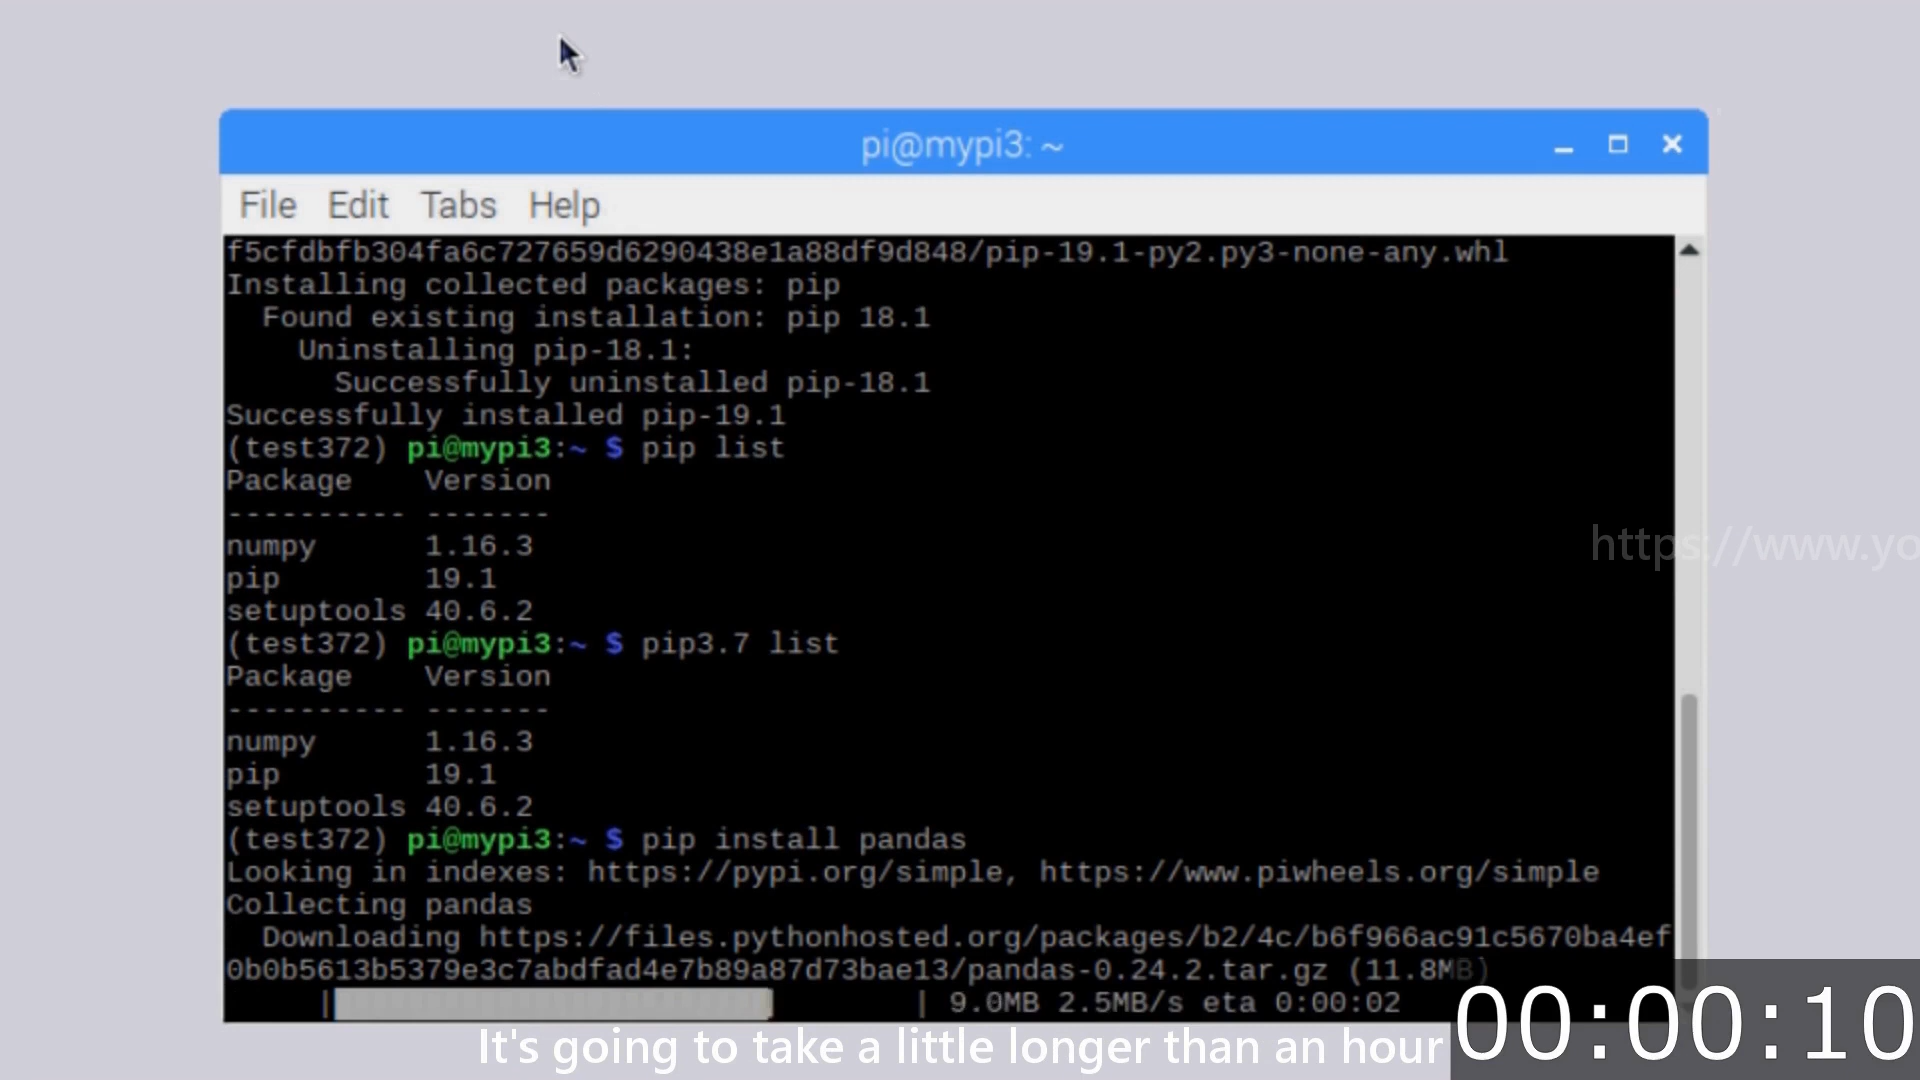 pi@mypi3: ~
File Edit Tabs Help
f5cfdbfb304fa6c727659d6290438e1a88df9d848/pip-19.1-py2.py3-none-any.whl
Installing collected packages: pip
  Found existing installation: pip 18.1
    Uninstalling pip-18.1:
      Successfully uninstalled pip-18.1
Successfully installed pip-19.1
(test372) pi@mypi3:~ $ pip list
Package    Version
---------- -------
numpy      1.16.3
pip        19.1
setuptools 40.6.2
(test372) pi@mypi3:~ $ pip3.7 list
Package    Version
---------- -------
numpy      1.16.3
pip        19.1
setuptools 40.6.2
(test372) pi@mypi3:~ $ pip install pandas
Looking in indexes: https://pypi.org/simple, https://www.piwheels.org/simple
Collecting pandas
  Downloading https://files.pythonhosted.org/packages/b2/4c/b6f966ac91c5670ba4ef
0b0b5613b5379e3c7abdfad4e7b89a87d73bae13/pandas-0.24.2.tar.gz (11.8MB)
| | 9.0MB 2.5MB/s eta 0:00:02
https://www.yo
It's going to take a little longer than an hour
00:00:10